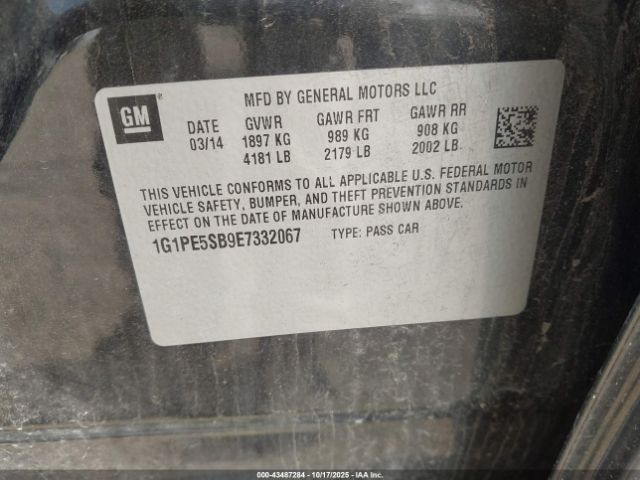 GM
MFD BY GENERAL MOTORS LLC
DATE GVWR GAWR FRT GAWR RR
03/14 1897 KG 989 KG 908 KG
4181 LB 2179 LB 2002 LB
THIS VEHICLE CONFORMS TO ALL APPLICABLE U.S. FEDERAL MOTOR
VEHICLE SAFETY, BUMPER, AND THEFT PREVENTION STANDARDS IN
EFFECT ON THE DATE OF MANUFACTURE SHOWN ABOVE.
1G1PE5SB9E7332067 TYPE: PASS CAR
000-43487284 - 10/17/2025 - IAA Inc.